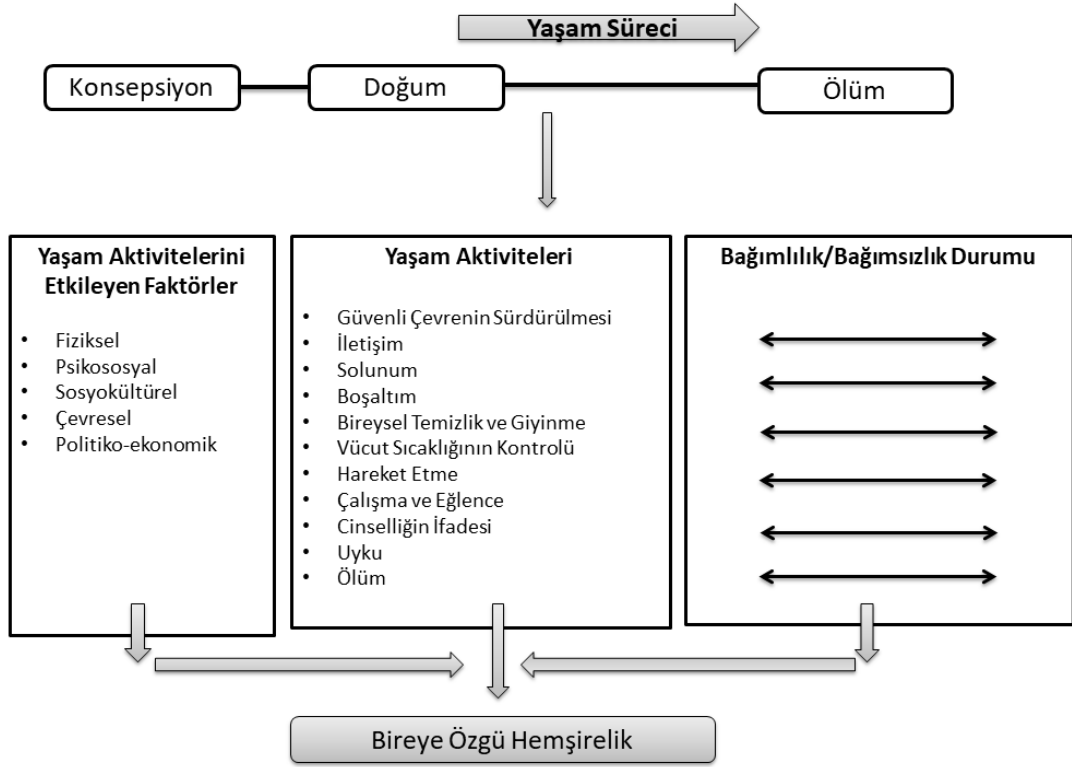 Yaşam Süreci
Konsepsiyon
Doğum
Ölüm
Yaşam Aktivitelerini
Etkileyen Faktörler
• Fiziksel
• Psikososyal
• Sosyokültürel
• Çevresel
• Politiko-ekonomik
Yaşam Aktiviteleri
• Güvenli Çevrenin Sürdürülmesi
• İletişim
• Solunum
• Boşaltım
• Bireysel Temizlik ve Giyinme
• Vücut Sıcaklığının Kontrolü
• Hareket Etme
• Çalışma ve Eğlence
• Cinselliğin İfadesi
• Uyku
• Ölüm
Bağımlılık/Bağımsızlık Durumu
Bireye Özgü Hemşirelik